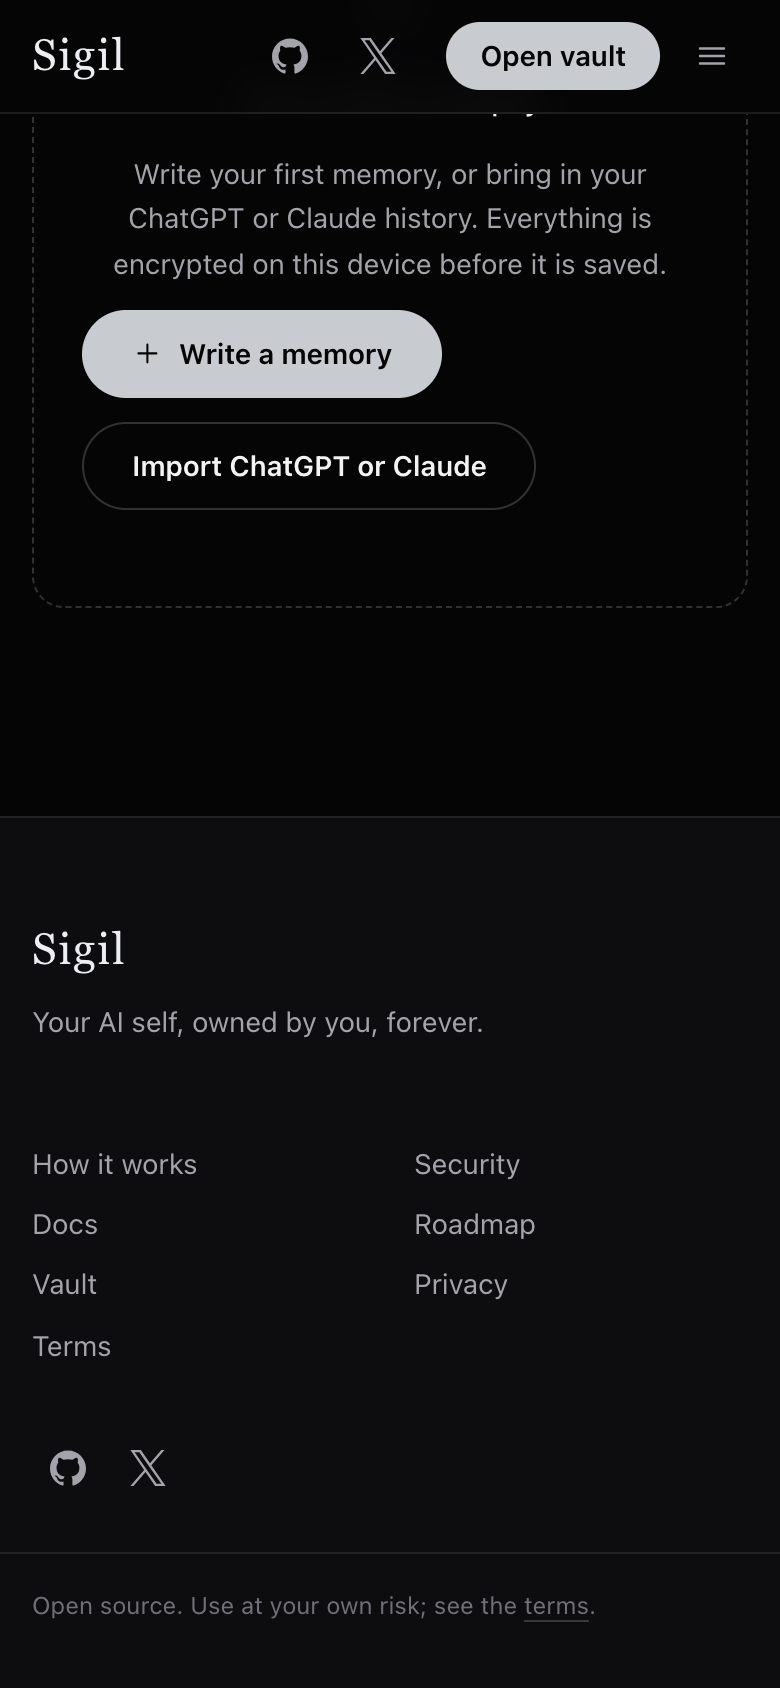 Sigil
Open vault
Write your first memory, or bring in your
ChatGPT or Claude history. Everything is
encrypted on this device before it is saved.
Write a memory
Import ChatGPT or Claude
Sigil
Your AI self, owned by you, forever.
How it works
Security
Docs
Roadmap
Vault
Privacy
Terms
Open source. Use at your own risk; see the terms.